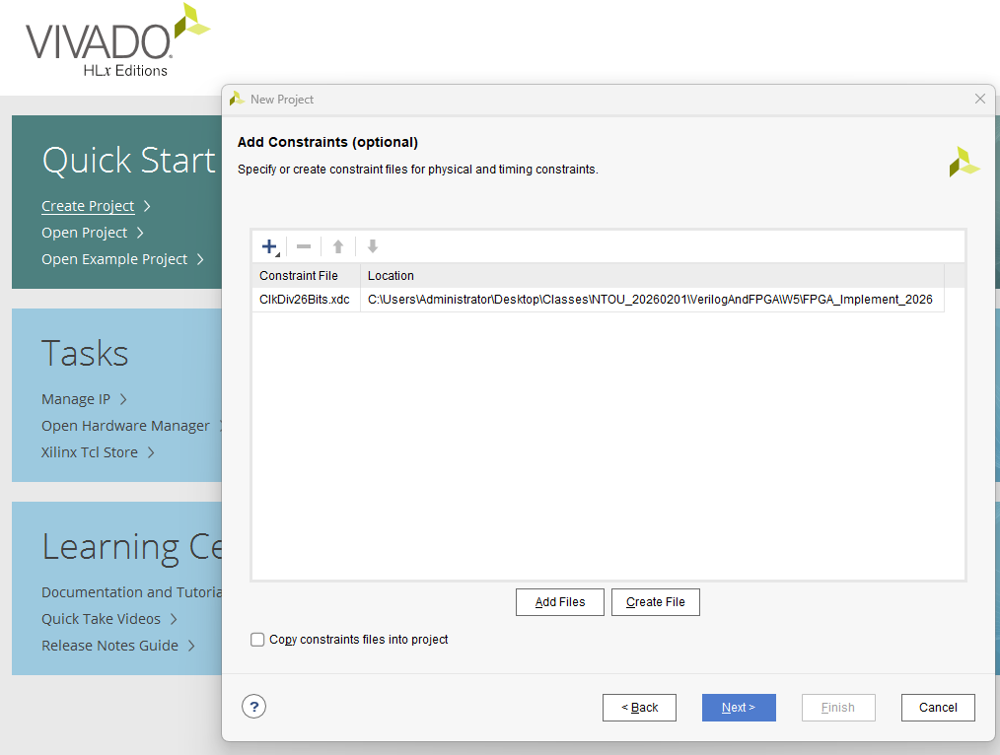 VIVADO
HLx Editions
New Project
Add Constraints (optional)
Specify or create constraint files for physical and timing constraints.
Quick Start
Create Project
Open Project
Open Example Project
Constraint File Location
ClkDiv26Bits.xdc C:\Users\Administrator\Desktop\Classes\NTOU_20260201\VerilogAndFPGA\W5\FPGA_Implement_2026
Tasks
Manage IP
Open Hardware Manager
Xilinx Tcl Store
Learning Ce
Documentation and Tutoria
Quick Take Videos
Release Notes Guide
Add Files Create File
Copy constraints files into project
? < Back Next > Finish Cancel